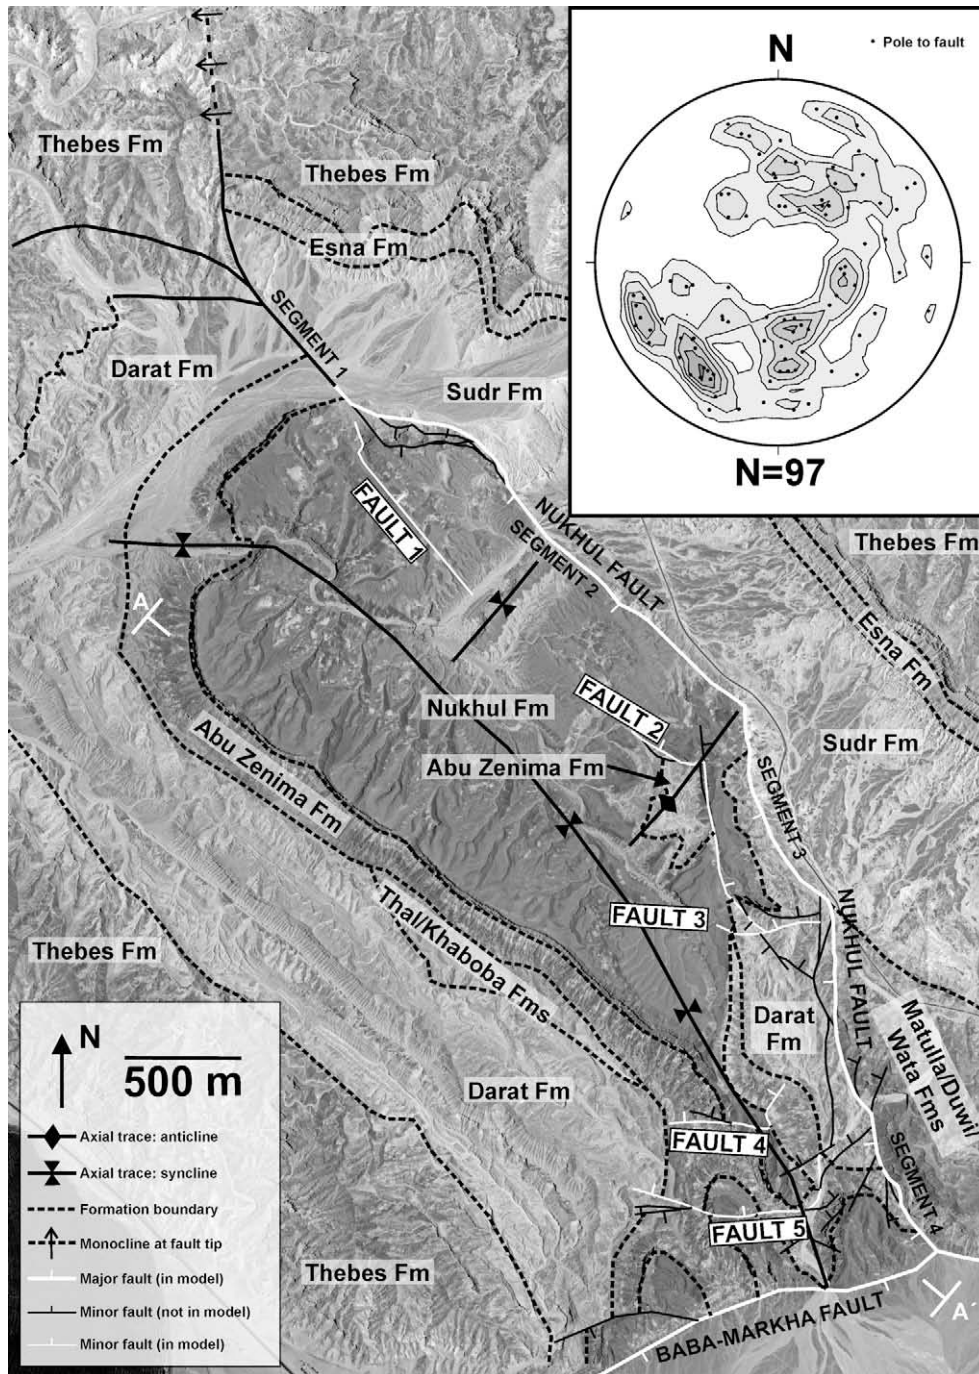 Thebes Fm
Thebes Fm
Esna Fm
SEGMENT 1
Darat Fm
Sudr Fm
N
Pole to fault
N=97
FAULT 1
NUKHUL FAULT
SEGMENT 2
Thebes Fm
Esna Fm
A
Nukhul Fm
FAULT 2
Abu Zenima Fm
Sudr Fm
Abu Zenima Fm
SEGMENT 3
FAULT 3
NUKHUL FAULT
Thal/Khaboba Fms
Thebes Fm
Darat
Fm
Matulla/Duwi/
Wata Fms
Darat Fm
FAULT 4
SEGMENT 4
FAULT 5
Thebes Fm
BABA-MARKHA FAULT
A
N
500 m
Axial trace: anticline
Axial trace: syncline
Formation boundary
Monocline at fault tip
Major fault (in model)
Minor fault (not in model)
Minor fault (in model)